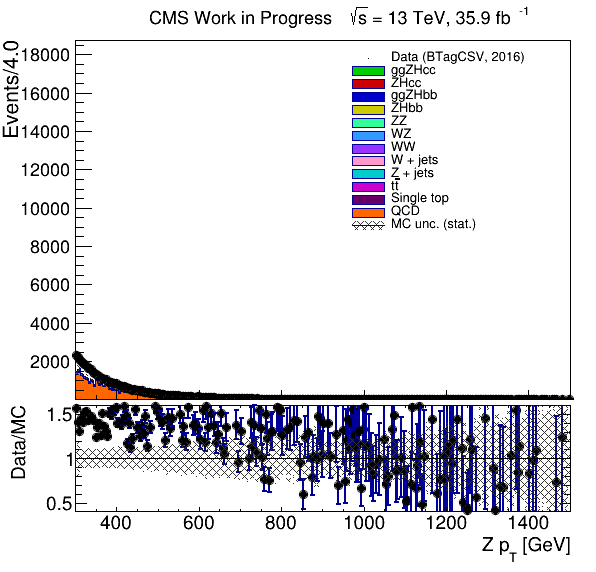 CMS Work in Progress √s = 13 TeV, 35.9 fb -1
Events/4.0
18000
16000
14000
12000
10000
8000
6000
4000
2000
Data (BTagCSV, 2016)
ggZHcc
ZHcc
ggZHbb
ZHbb
ZZ
WZ
WW
W + jets
Z + jets
tt̅
Single top
QCD
MC unc. (stat.)
Data/MC
1.5
1
0.5
400 600 800 1000 1200 1400
Z pT [GeV]